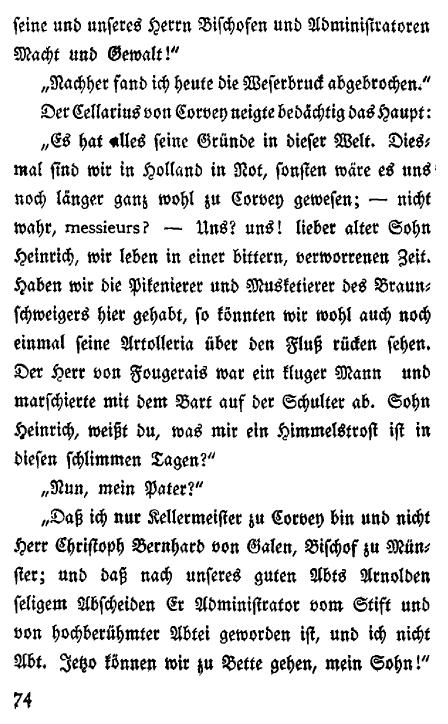 seine und unseres Herrn Bischofen und Administratoren
Macht und Gewalt!“
„Nachher fand ich heute die Weserbruck abgebrochen.“
Der Cellarius von Corvey neigte bedächtig das Haupt:
„Es hat alles seine Gründe in dieser Welt. Dies-
mal sind wir in Holland in Not, sonsten wäre es uns
noch länger ganz wohl zu Corvey gewesen; — nicht
wahr, messieurs? — Uns? uns! lieber alter Sohn
Heinrich, wir leben in einer bittern, verworrenen Zeit.
Haben wir die Pikenierer und Musketierer des Braun-
schweigers hier gehabt, so könnten wir wohl auch noch
einmal seine Artolleria über den Fluß rücken sehen.
Der Herr von Fougerais war ein kluger Mann und
marschierte mit dem Bart auf der Schulter ab. Sohn
Heinrich, weißt du, was mir ein Himmelstrost ist in
diesen schlimmen Tagen?“
„Nun, mein Pater?“
„Daß ich nur Kellermeister zu Corvey bin und nicht
Herr Christoph Bernhard von Galen, Bischof zu Mün-
ster; und daß nach unseres guten Abts Arnolden
seligem Abscheiden Er Administrator vom Stift und
von hochberühmter Abtei geworden ist, und ich nicht
Abt. Jetzo können wir zu Bette gehen, mein Sohn!“
74